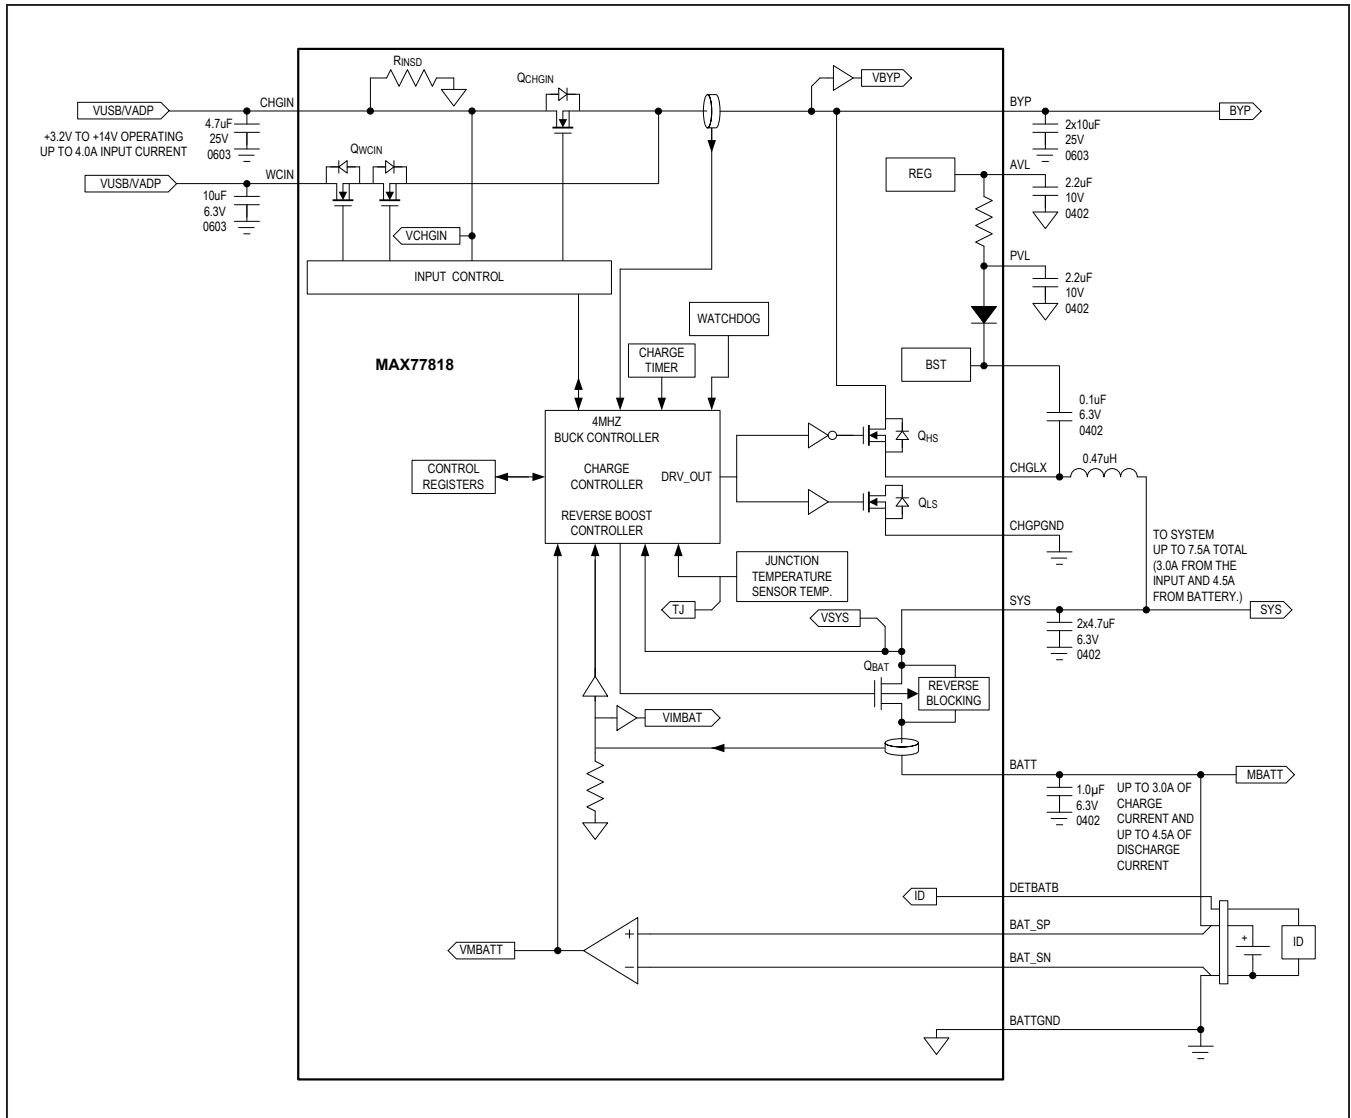 RINSD
QCHGIN
VBYP
VUSB/VADP
CHGIN
BYP
BYP
4.7uF
25V
0603
+3.2V TO +14V OPERATING
UP TO 4.0A INPUT CURRENT
2x10uF
25V
0603
QWCIN
AVL
REG
VUSB/VADP
WCIN
10uF
6.3V
0603
2.2uF
10V
0402
VCHGIN
PVL
INPUT CONTROL
2.2uF
10V
0402
WATCHDOG
MAX77818
CHARGE
TIMER
BST
0.1uF
6.3V
0402
4MHZ
BUCK CONTROLLER
QHS
CONTROL
REGISTERS
CHARGE
CONTROLLER
DRV_OUT
CHGLX
0.47uH
REVERSE BOOST
CONTROLLER
QLS
CHGPGND
TO SYSTEM
UP TO 7.5A TOTAL
(3.0A FROM THE
INPUT AND 4.5A
FROM BATTERY.)
JUNCTION
TEMPERATURE
SENSOR TEMP.
TJ
VSYS
SYS
SYS
2x4.7uF
6.3V
0402
QBAT
REVERSE
BLOCKING
VIMBAT
BATT
MBATT
1.0µF
6.3V
0402
UP TO 3.0A OF
CHARGE
CURRENT AND
UP TO 4.5A OF
DISCHARGE
CURRENT
ID
DETBATB
BAT_SP
+
+
ID
VMBATT
−
BAT_SN
BATTGND